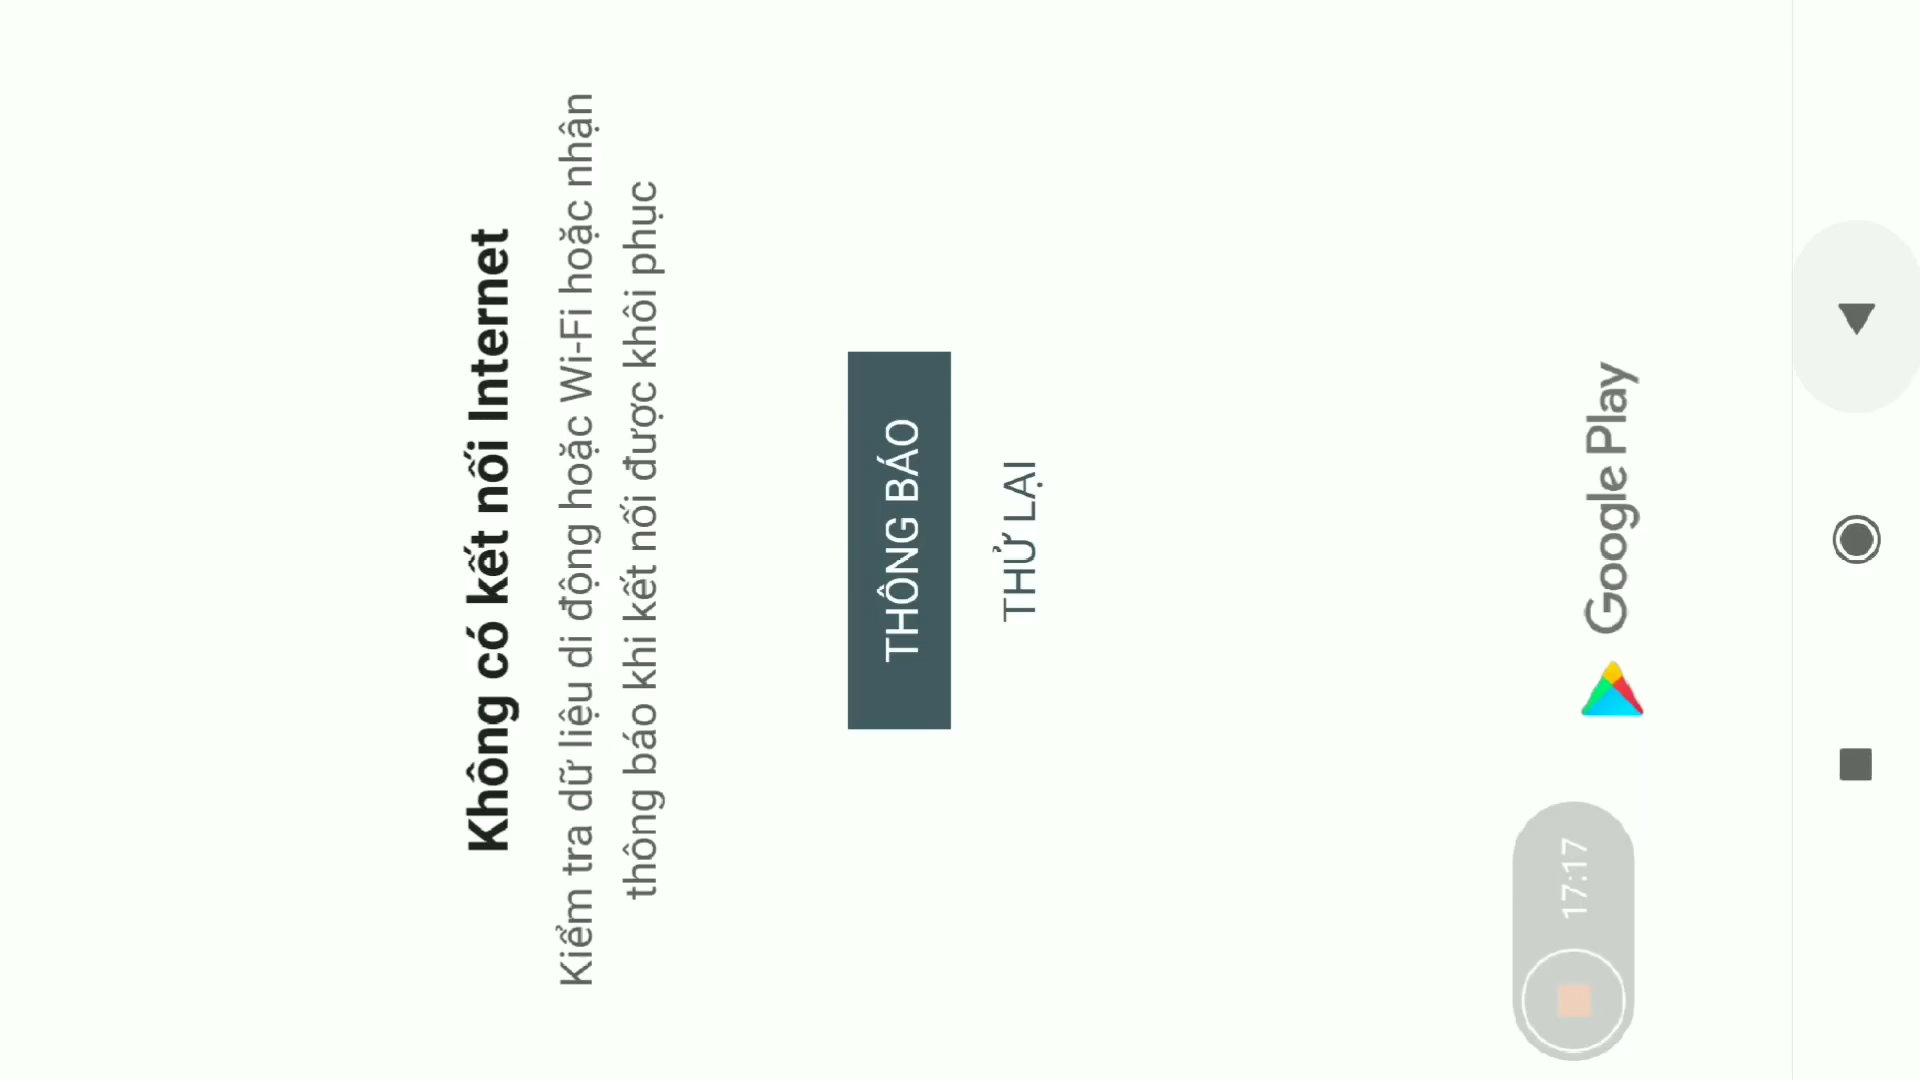 Không có kết nối Internet
Kiểm tra dữ liệu di động hoặc Wi-Fi hoặc nhận
thông báo khi kết nối được khôi phục
THÔNG BÁO
THỬ LẠI
Google Play
17:17